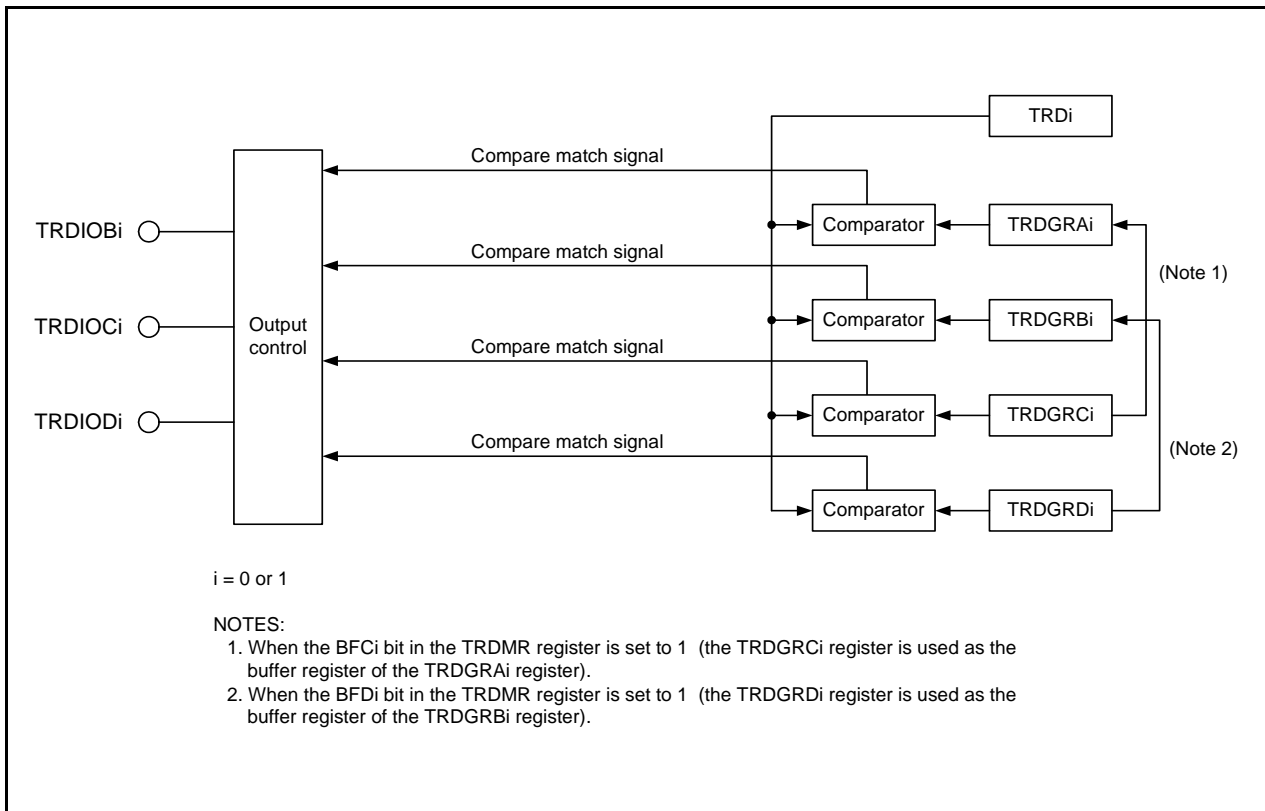 TRDi
Compare match signal
Comparator
TRDGRAi
TRDIOBi
Compare match signal
(Note 1)
Comparator
TRDGRBi
TRDIOCi
Output
control
Compare match signal
Comparator
TRDGRCi
TRDIODi
Compare match signal
(Note 2)
Comparator
TRDGRDi
i = 0 or 1
NOTES:
1. When the BFCi bit in the TRDMR register is set to 1 (the TRDGRCi register is used as the
buffer register of the TRDGRAi register).
2. When the BFDi bit in the TRDMR register is set to 1 (the TRDGRDi register is used as the
buffer register of the TRDGRBi register).